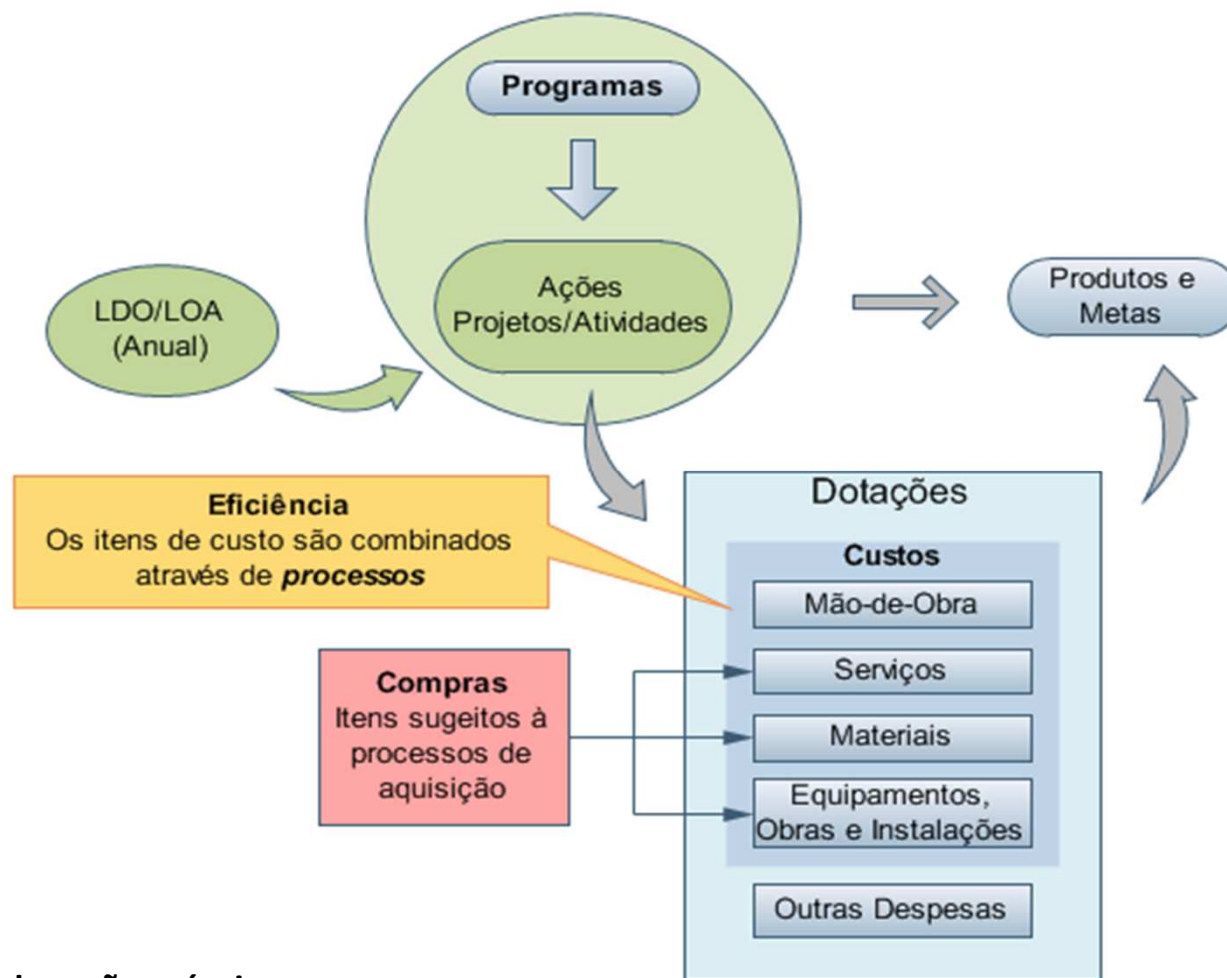 Programas
Ações
Projetos/Atividades
LDO/LOA
(Anual)
Produtos e
Metas
Eficiência
Os itens de custo são combinados
através de processos
Dotações
Custos
Mão-de-Obra
Serviços
Materiais
Equipamentos,
Obras e Instalações
Outras Despesas
Compras
Itens sugeitos à
processos de
aquisição